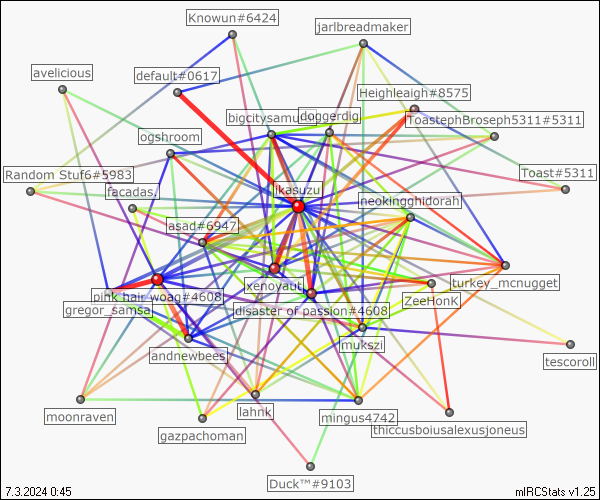 Knowun#6424
jarlbreadmaker
avelicious
default#0617
Heighleaigh#8575
bigcitysamu
doggerdig
ToastephBroseph5311#5311
ogshroom
Random Stuf6#5983
facadas.
ikasuzu
Toast#5311
neokingghidorah
asad#6947
xenoyaut
turkey_mcnugget
pink hair woag#4608
ZeeHonk
gregor_samsa
disaster of passion#4608
mukszi
andnewbees
tescoroll
moonraven
lahnk
mingus4742
thiccusboiusalexusjoneus
gazpachoman
Duck™#9103
7.3.2024 0:45
mIRCStats v1.25